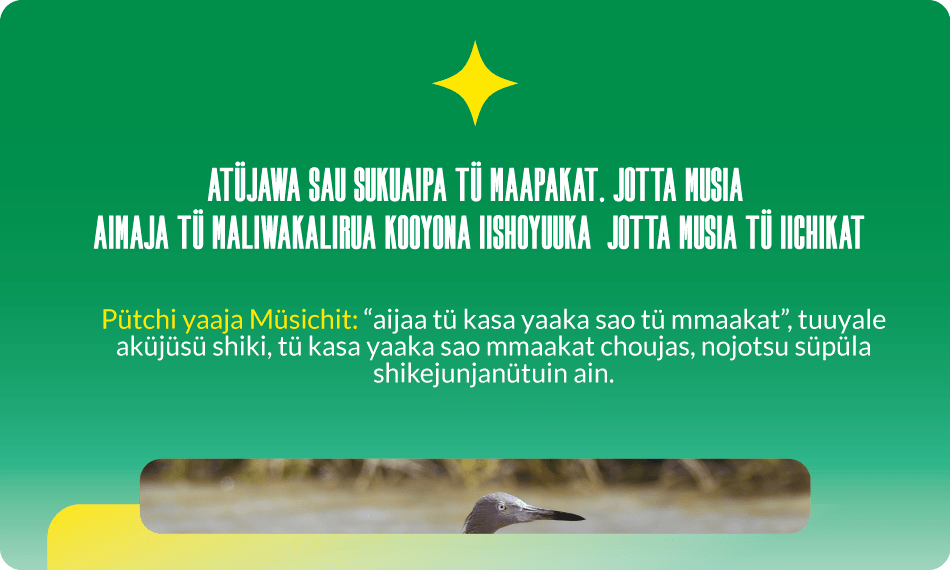 ATÜJAWA SAU SUKUAIPA TÜ MAAPAKAT. JOTTA MUSIA
AIMAJA TÜ MALIWAKALIRUA KOOYONA IISHOYUUKA JOTTA MUSIA TÜ IICHIKAT
Pütchi yaaja Müsichit: “aijaa tü kasa yaaka sao tü mmaakat”, tuuyale
aküjüsü shiki, tü kasa yaaka sao mmaakat choujas, nojotsu süpüla
shikejunjanütuin ain.